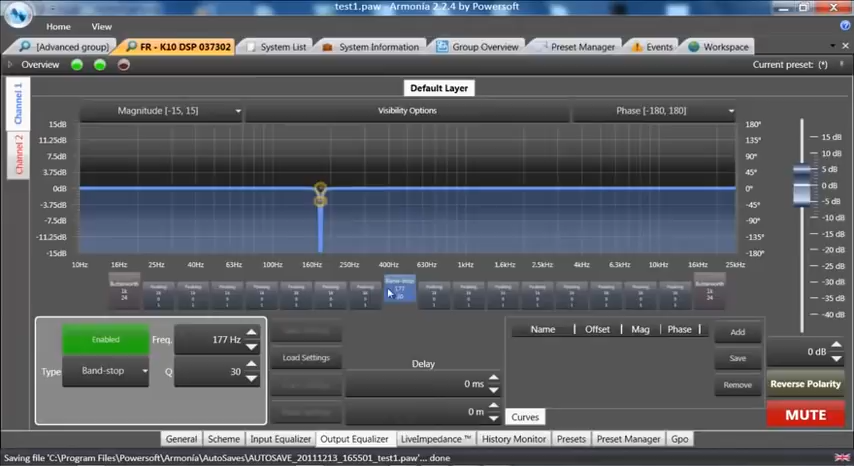 test1.paw - Armonía 2.2.4 by Powersoft
Home View
[Advanced group] FR - K10 DSP 037302 System List System Information Group Overview Preset Manager Events Workspace
Overview Current preset: (*)
Default Layer
Channel 1
Channel 2
Magnitude [-15, 15] Visibility Options Phase [-180, 180]
15dB 180°
11.25dB 135°
7.5dB 90°
3.75dB 45°
0dB 0°
-3.75dB -45°
-7.5dB -90°
-11.25dB -135°
-15dB -180°
10Hz 16Hz 25Hz 40Hz 63Hz 100Hz 160Hz 250Hz 400Hz 630Hz 1kHz 1.6kHz 2.5kHz 4kHz 6.3kHz 10kHz 16kHz 25kHz
15 dB
10 dB
5 dB
0 dB
-5 dB
-10 dB
-15 dB
-20 dB
-25 dB
-30 dB
-35 dB
-40 dB
Butterworth
24
Band-stop
177
30
Butterworth
24
Enabled Freq. 177 Hz
Type Band-stop Q 30
Load Settings
Delay
0 ms
0 m
Name Offset Mag Phase
Add
Save
Remove
Curves
0 dB
Reverse Polarity
MUTE
General Scheme Input Equalizer Output Equalizer LiveImpedance™ History Monitor Presets Preset Manager Gpo
Saving file 'C:\Program Files\Powersoft\Armonía\AutoSaves\AUTOSAVE_20111213_165501_test1.paw'... done